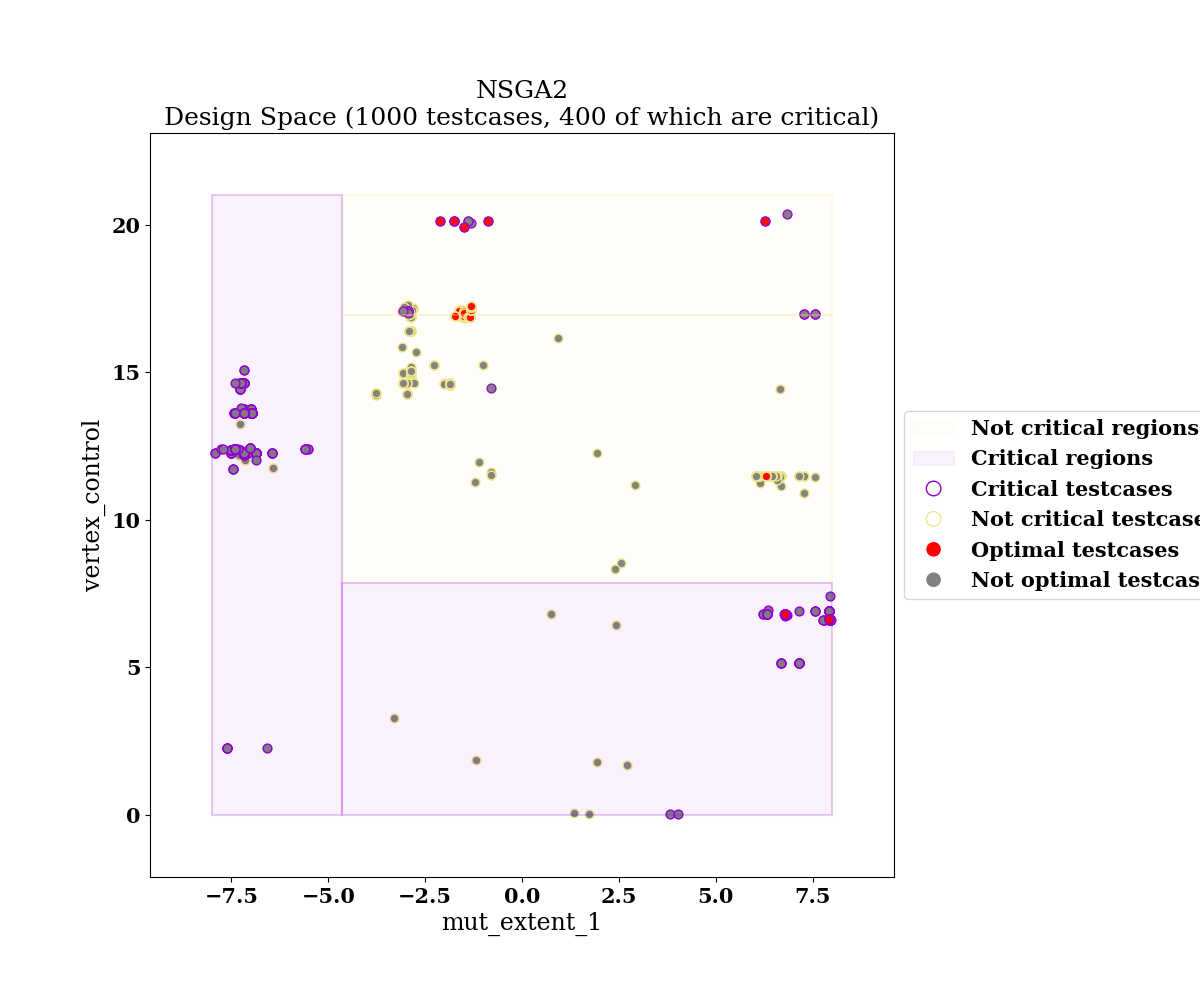 NSGA2
Design Space (1000 testcases, 400 of which are critical)
vertex_control
20
15
10
5
0
−7.5 −5.0 −2.5 0.0 2.5 5.0 7.5
mut_extent_1
Not critical regions
Critical regions
Critical testcases
Not critical testcase
Optimal testcases
Not optimal testcas